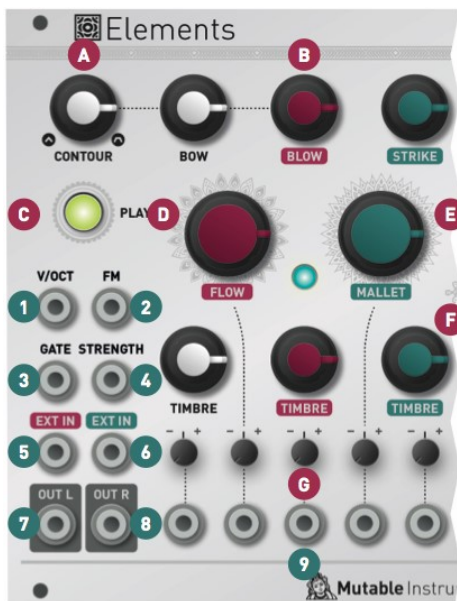 Elements
A B
CONTOUR BOW BLOW STRIKE
C PLAY D E
FLOW MALLET
V/OCT FM
1 2 F
GATE STRENGTH
3 4 TIMBRE TIMBRE TIMBRE
EXT IN EXT IN
- + - + - + - + - +
5 6
G
OUT L OUT R
7 8
9
Mutable Instru